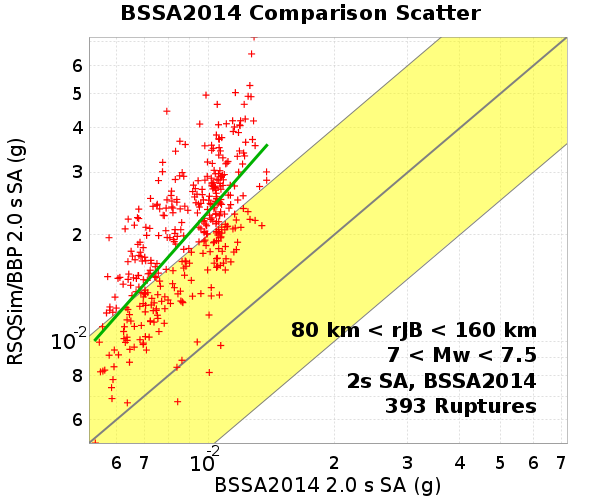 BSSA2014 Comparison Scatter
RSQSim/BBP 2.0 s SA (g)
6
5
4
3
2
10-2
8
6
80 km < rJB < 160 km
7 < Mw < 7.5
2s SA, BSSA2014
393 Ruptures
6 7 10-2 2 3 4 5 6 7
BSSA2014 2.0 s SA (g)